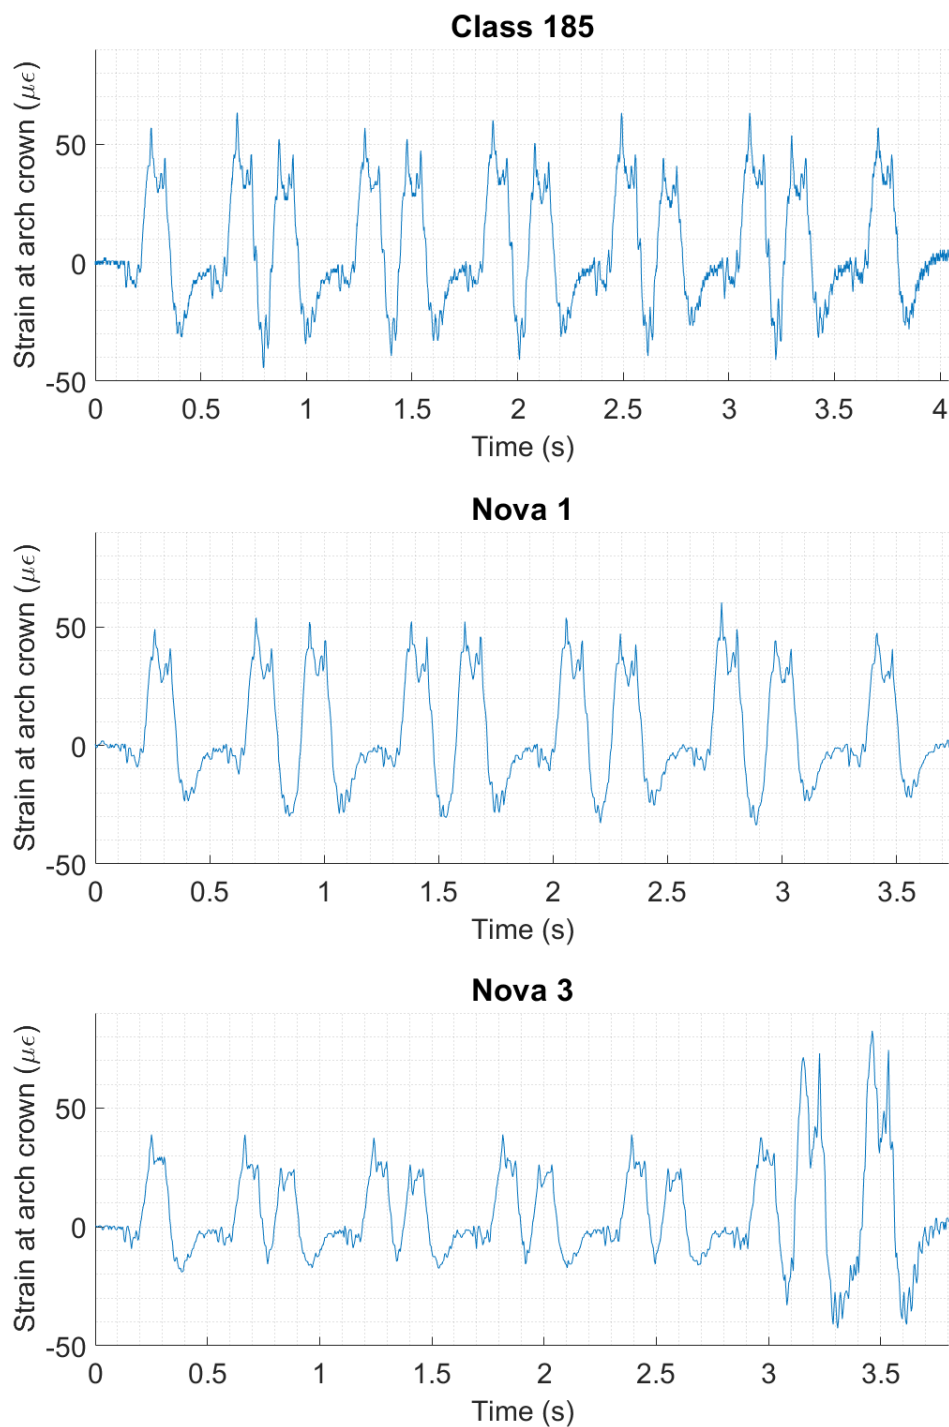 Class 185
Strain at arch crown (με)
50
0
-50
0 0.5 1 1.5 2 2.5 3 3.5 4
Time (s)
Nova 1
Strain at arch crown (με)
50
0
-50
0 0.5 1 1.5 2 2.5 3 3.5
Time (s)
Nova 3
Strain at arch crown (με)
50
0
-50
0 0.5 1 1.5 2 2.5 3 3.5
Time (s)